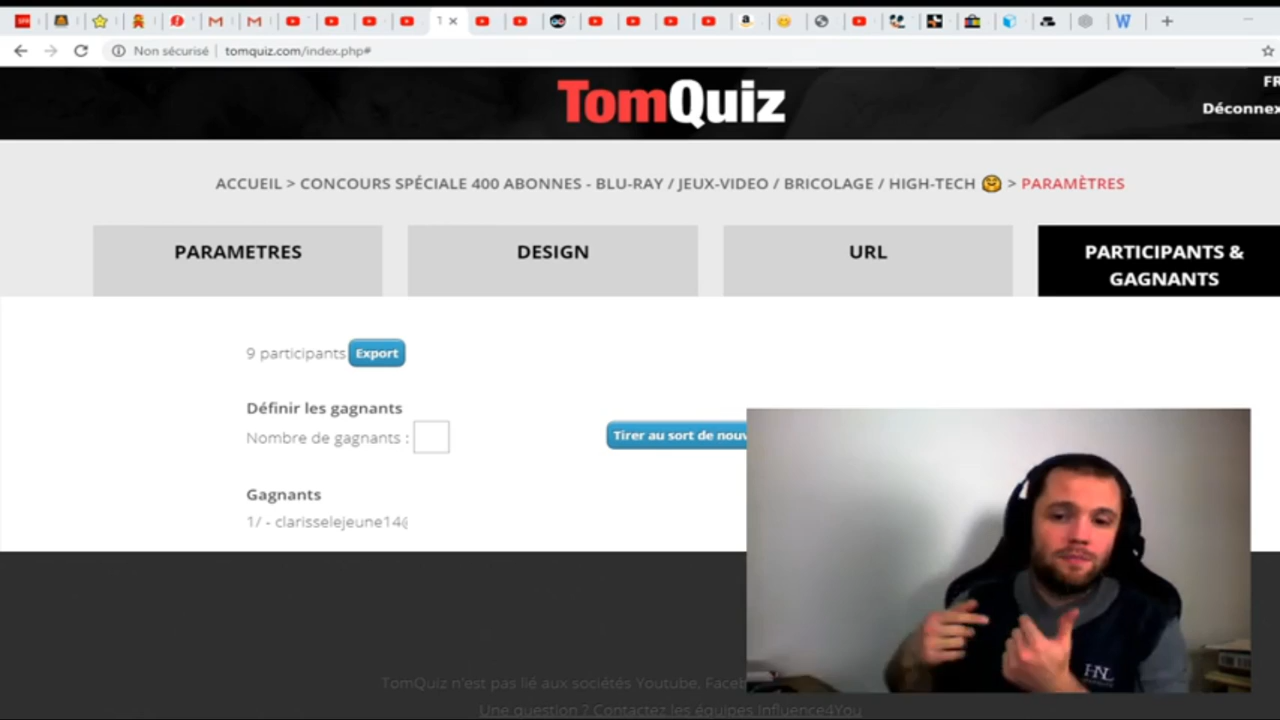 Non sécurisé | tomquiz.com/index.php#
FR
TomQuiz
Déconnex
ACCUEIL > CONCOURS SPÉCIALE 400 ABONNES - BLU-RAY / JEUX-VIDEO / BRICOLAGE / HIGH-TECH 🤗 > PARAMÈTRES
PARAMETRES
DESIGN
URL
PARTICIPANTS &
GAGNANTS
9 participants Export
Définir les gagnants
Nombre de gagnants :
Tirer au sort de nouv
Gagnants
1/ - clarisselejeune14@
HNL
TomQuiz n'est pas lié aux sociétés Youtube, Faceb
Une question ? Contactez les équipes Influence4You